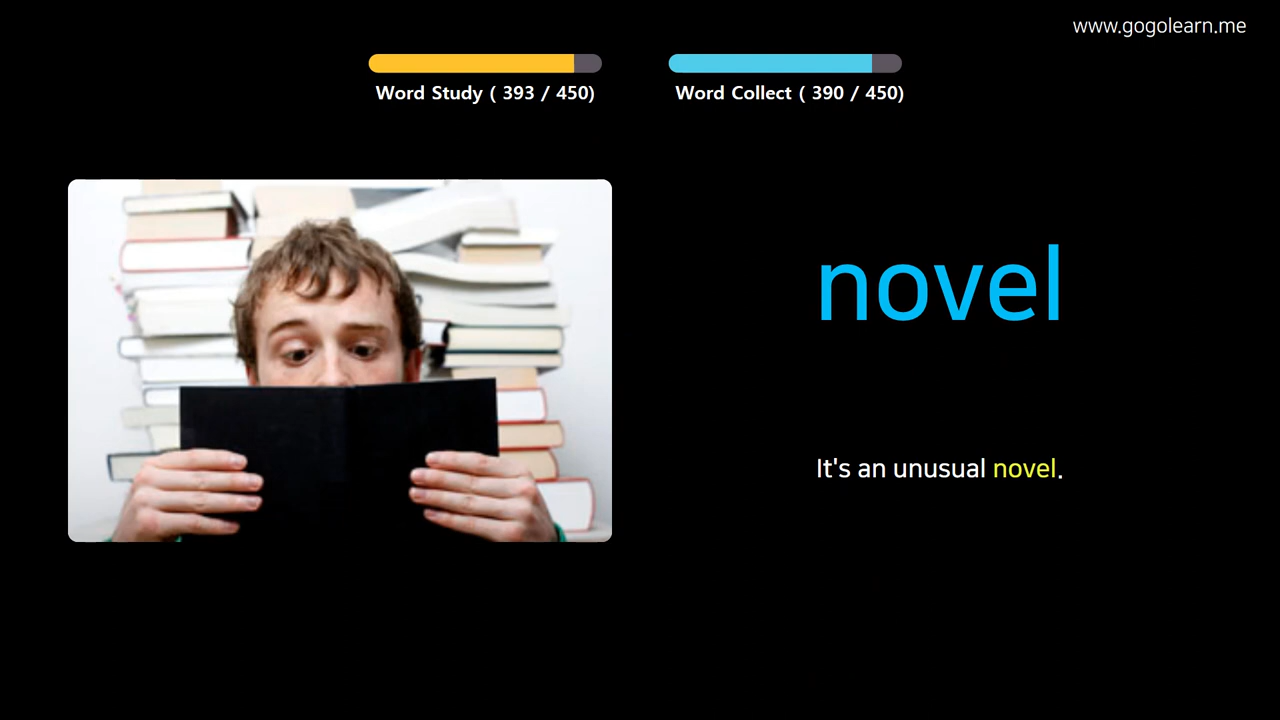 www.gogolearn.me
Word Study ( 393 / 450)
Word Collect ( 390 / 450)
novel
It's an unusual novel.